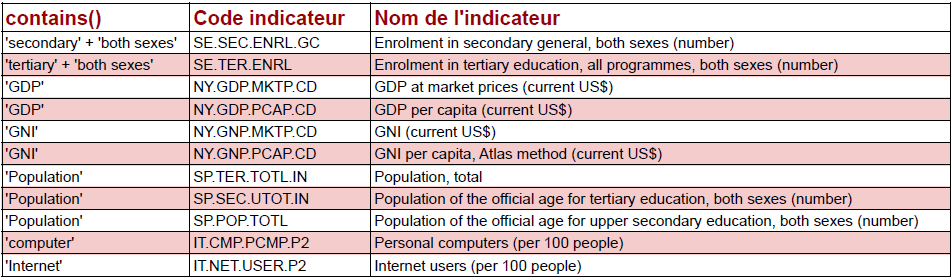 contains() Code indicateur Nom de l'indicateur
'secondary' + 'both sexes' SE.SEC.ENRL.GC Enrolment in secondary general, both sexes (number)
'tertiary' + 'both sexes' SE.TER.ENRL Enrolment in tertiary education, all programmes, both sexes (number)
'GDP' NY.GDP.MKTP.CD GDP at market prices (current US$)
'GDP' NY.GDP.PCAP.CD GDP per capita (current US$)
'GNI' NY.GNP.MKTP.CD GNI (current US$)
'GNI' NY.GNP.PCAP.CD GNI per capita, Atlas method (current US$)
'Population' SP.TER.TOTL.IN Population, total
'Population' SP.SEC.UTOT.IN Population of the official age for tertiary education, both sexes (number)
'Population' SP.POP.TOTL Population of the official age for upper secondary education, both sexes (number)
'computer' IT.CMP.PCMP.P2 Personal computers (per 100 people)
'Internet' IT.NET.USER.P2 Internet users (per 100 people)